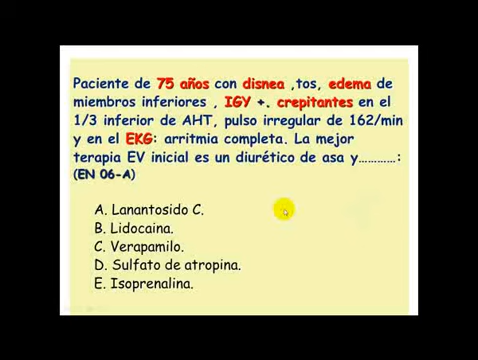 Paciente de 75 años con disnea ,tos, edema de
miembros inferiores , IGY +. crepitantes en el
1/3 inferior de AHT, pulso irregular de 162/min
y en el EKG: arritmia completa. La mejor
terapia EV inicial es un diurético de asa y…………:
(EN 06-A)
A. Lanantosido C.
B. Lidocaina.
C. Verapamilo.
D. Sulfato de atropina.
E. Isoprenalina.